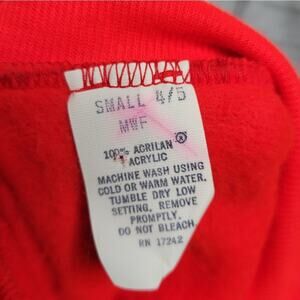 SMALL 4/5
MWF
100% ACRILAN ®
ACRYLIC
MACHINE WASH USING
COLD OR WARM WATER.
TUMBLE DRY LOW
SETTING. REMOVE
PROMPTLY.
DO NOT BLEACH
RN 17242